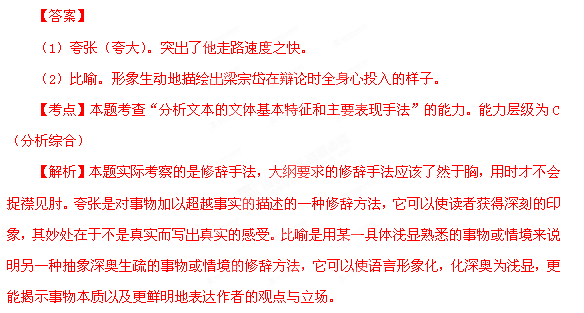 【答案】
（1）夸张（夸大）。突出了他走路速度之快。
（2）比喻。形象生动地描绘出梁宗岱在辩论时全身心投入的样子。
【考点】本题考查“分析文本的文体基本特征和主要表现手法”的能力。能力层级为C
（分析综合）
【解析】本题实际考察的是修辞手法，大纲要求的修辞手法应该了然于胸，用时才不会
捉襟见肘。夸张是对事物加以超越事实的描述的一种修辞方法，它可以使读者获得深刻的印
象，其妙处在于不是真实而写出真实的感受。比喻是用某一具体浅显熟悉的事物或情境来说
明另一种抽象深奥生疏的事物或情境的修辞方法，它可以使语言形象化，化深奥为浅显，更
能揭示事物本质以及更鲜明地表达作者的观点与立场。